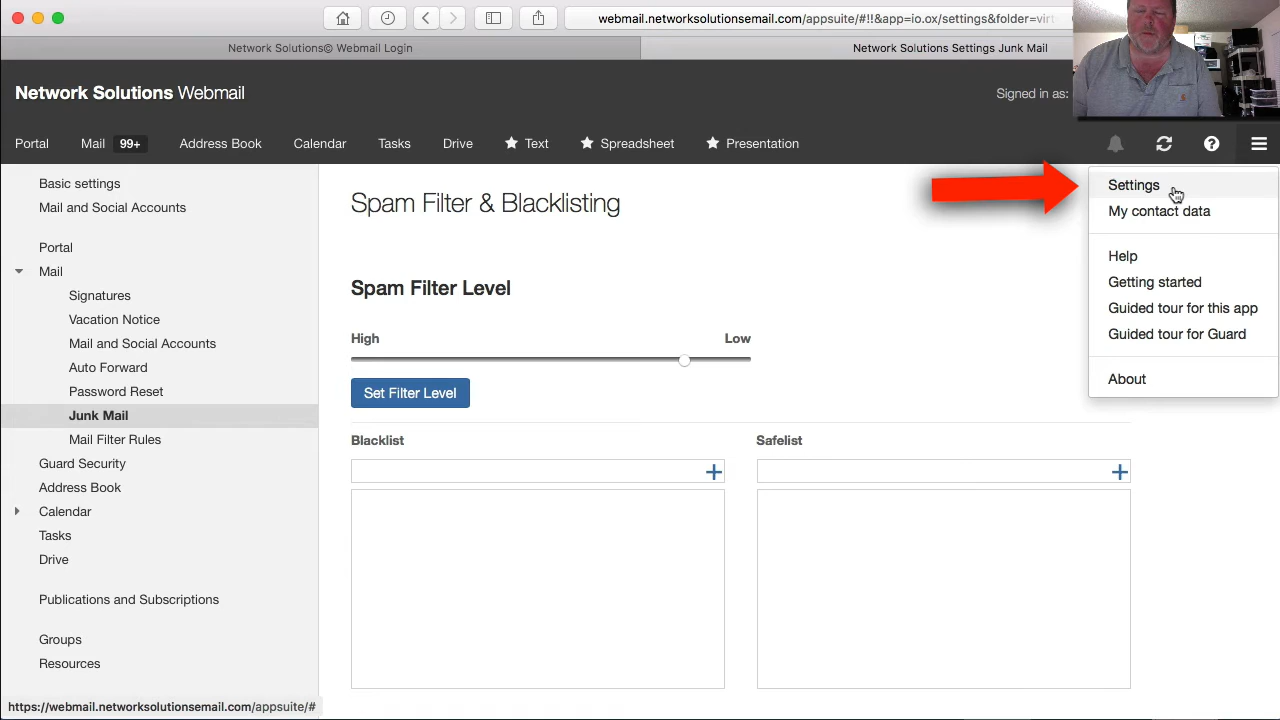 webmail.networksolutionsemail.com/appsuite/#!!&app=io.ox/settings&folder=virt
Network Solutions© Webmail Login
Network Solutions Settings Junk Mail
Network Solutions Webmail
Signed in as:
Portal
Mail 99+
Address Book
Calendar
Tasks
Drive
Text
Spreadsheet
Presentation
Basic settings
Mail and Social Accounts
Portal
Mail
Signatures
Vacation Notice
Mail and Social Accounts
Auto Forward
Password Reset
Junk Mail
Mail Filter Rules
Guard Security
Address Book
Calendar
Tasks
Drive
Publications and Subscriptions
Groups
Resources
https://webmail.networksolutionsemail.com/appsuite/#
Spam Filter & Blacklisting
Spam Filter Level
High
Low
Set Filter Level
Blacklist
Safelist
Settings
My contact data
Help
Getting started
Guided tour for this app
Guided tour for Guard
About